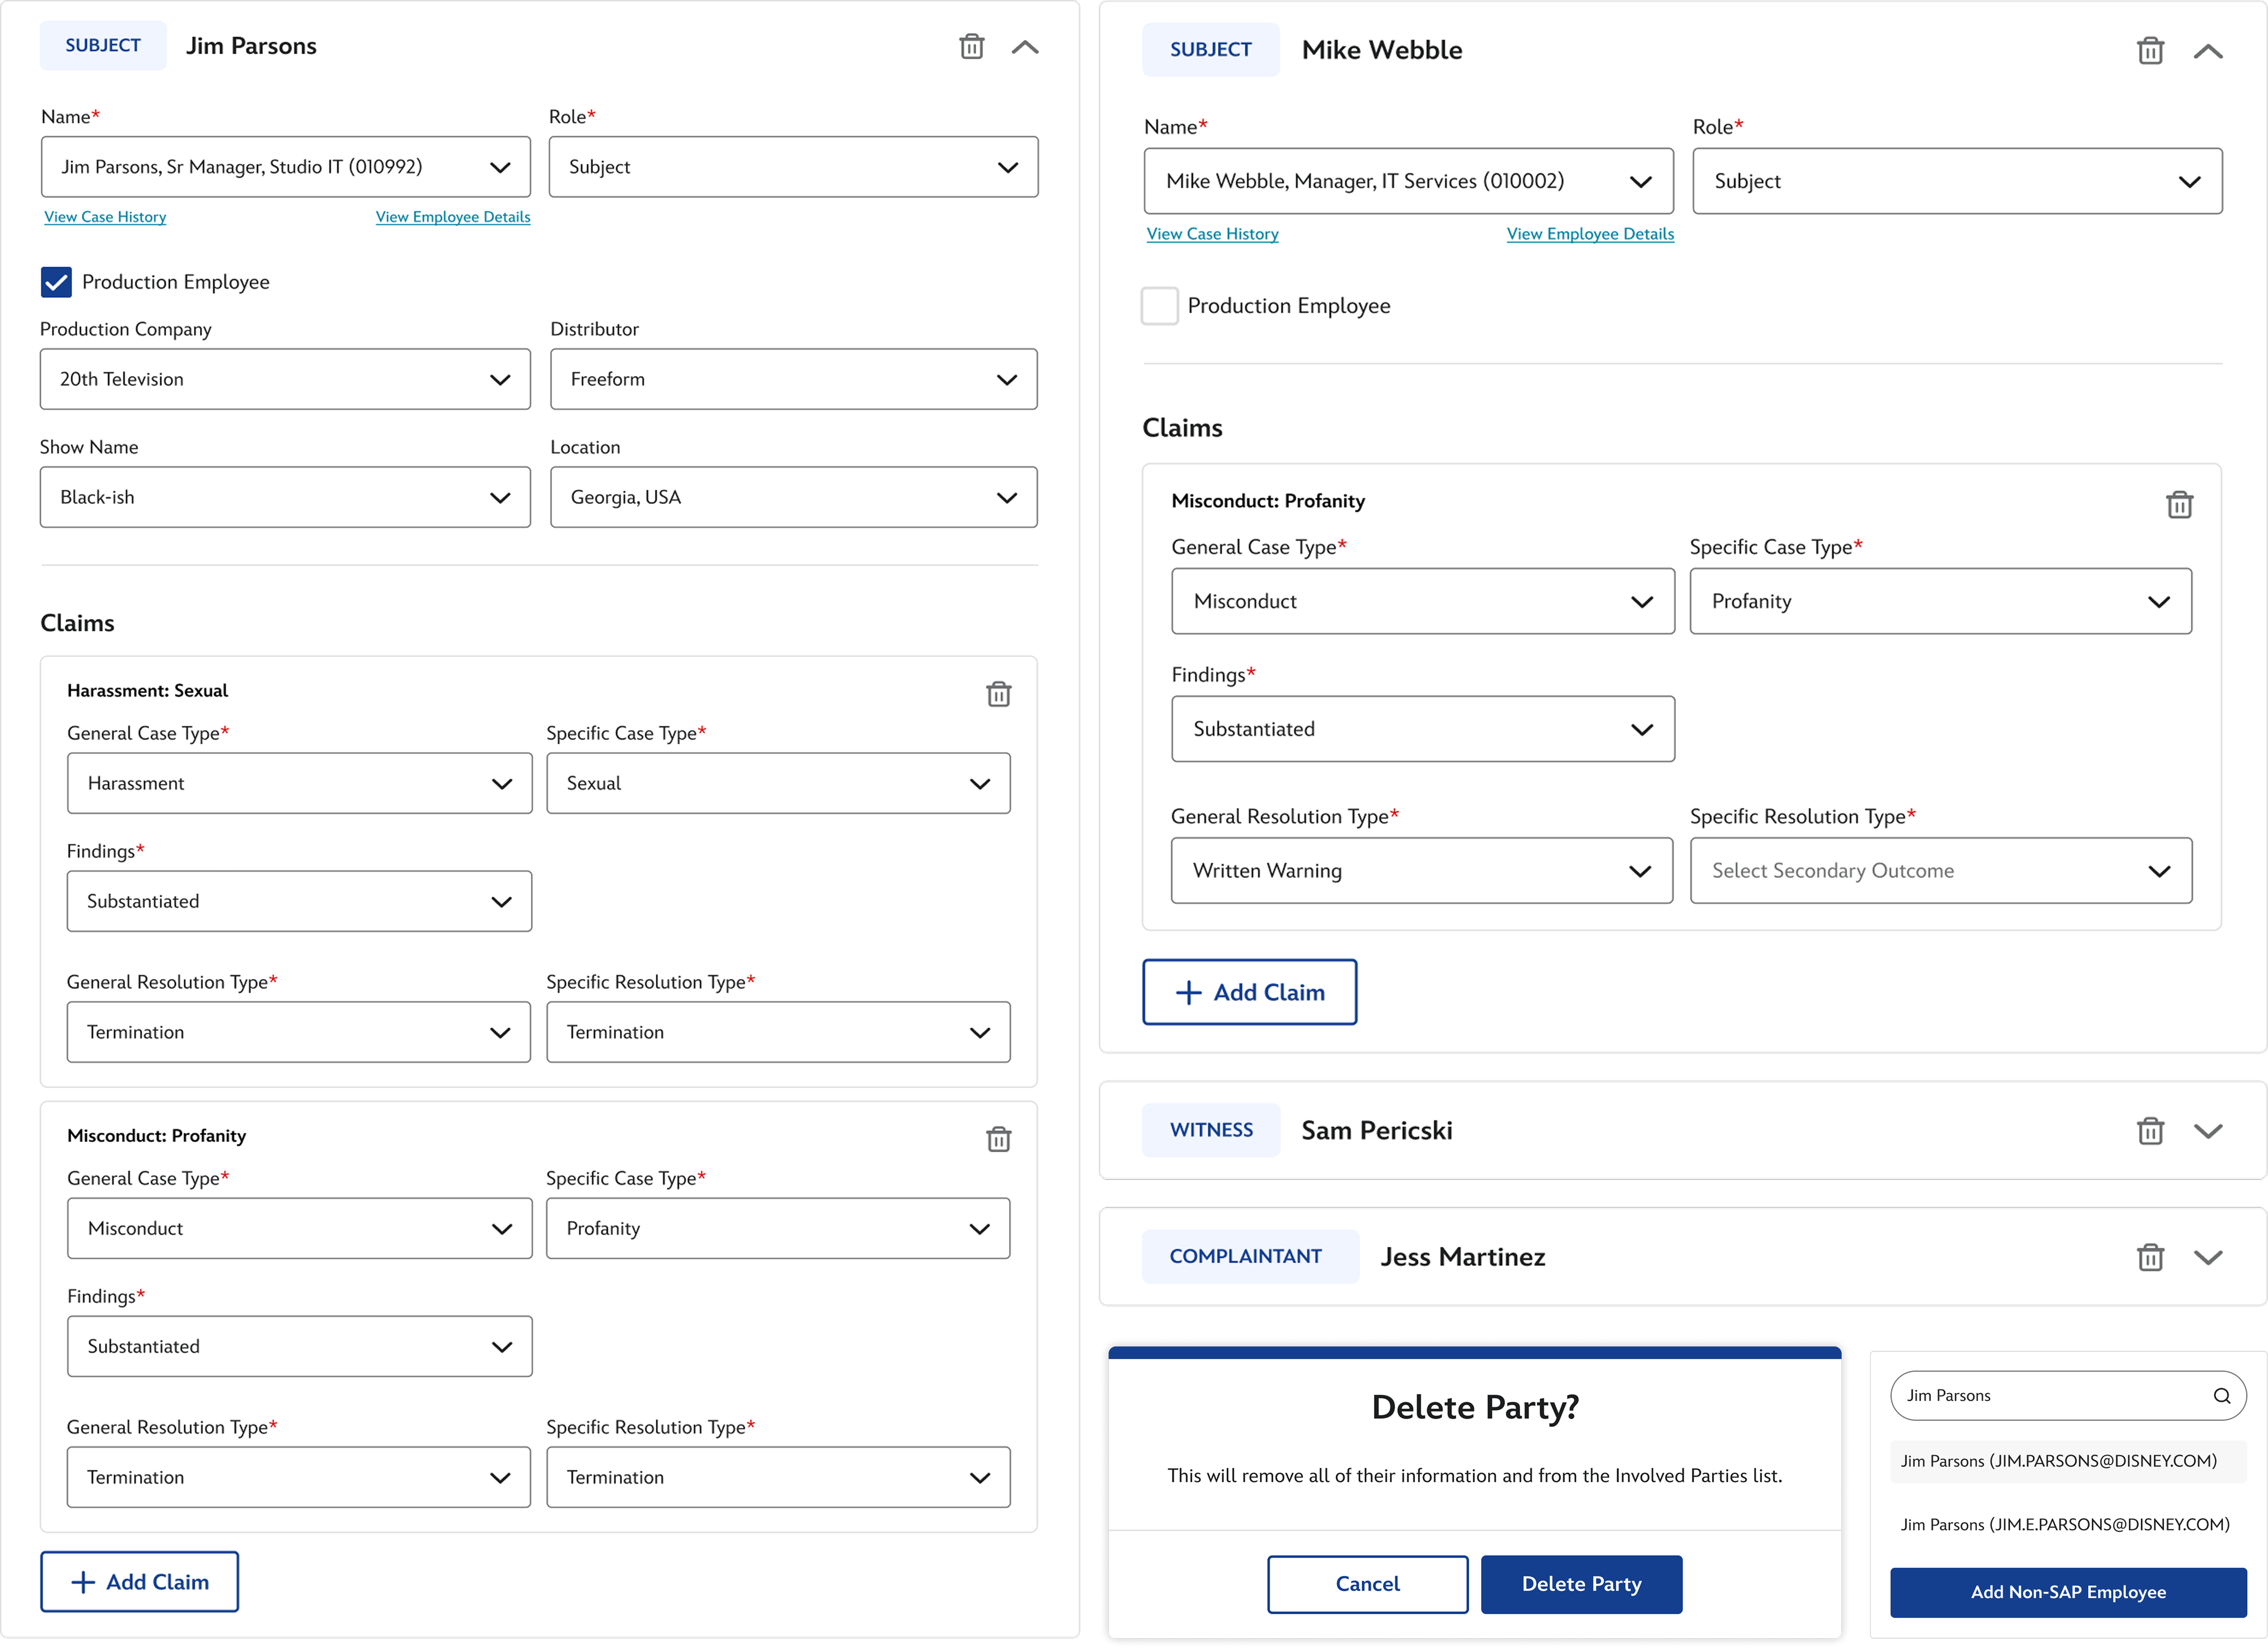 SUBJECT Jim Parsons
Name* Role*
Jim Parsons, Sr Manager, Studio IT (010992) Subject
View Case History View Employee Details
Production Employee
Production Company Distributor
20th Television Freeform
Show Name Location
Black-ish Georgia, USA
Claims
Harassment: Sexual
General Case Type* Specific Case Type*
Harassment Sexual
Findings*
Substantiated
General Resolution Type* Specific Resolution Type*
Termination Termination
Misconduct: Profanity
General Case Type* Specific Case Type*
Misconduct Profanity
Findings*
Substantiated
General Resolution Type* Specific Resolution Type*
Termination Termination
+ Add Claim
SUBJECT Mike Webble
Name* Role*
Mike Webble, Manager, IT Services (010002) Subject
View Case History View Employee Details
Production Employee
Claims
Misconduct: Profanity
General Case Type* Specific Case Type*
Misconduct Profanity
Findings*
Substantiated
General Resolution Type* Specific Resolution Type*
Written Warning Select Secondary Outcome
+ Add Claim
WITNESS Sam Pericski
COMPLAINTANT Jess Martinez
Delete Party?
This will remove all of their information and from the Involved Parties list.
Cancel Delete Party
Jim Parsons
Jim Parsons (JIM.PARSONS@DISNEY.COM)
Jim Parsons (JIM.E.PARSONS@DISNEY.COM)
Add Non-SAP Employee